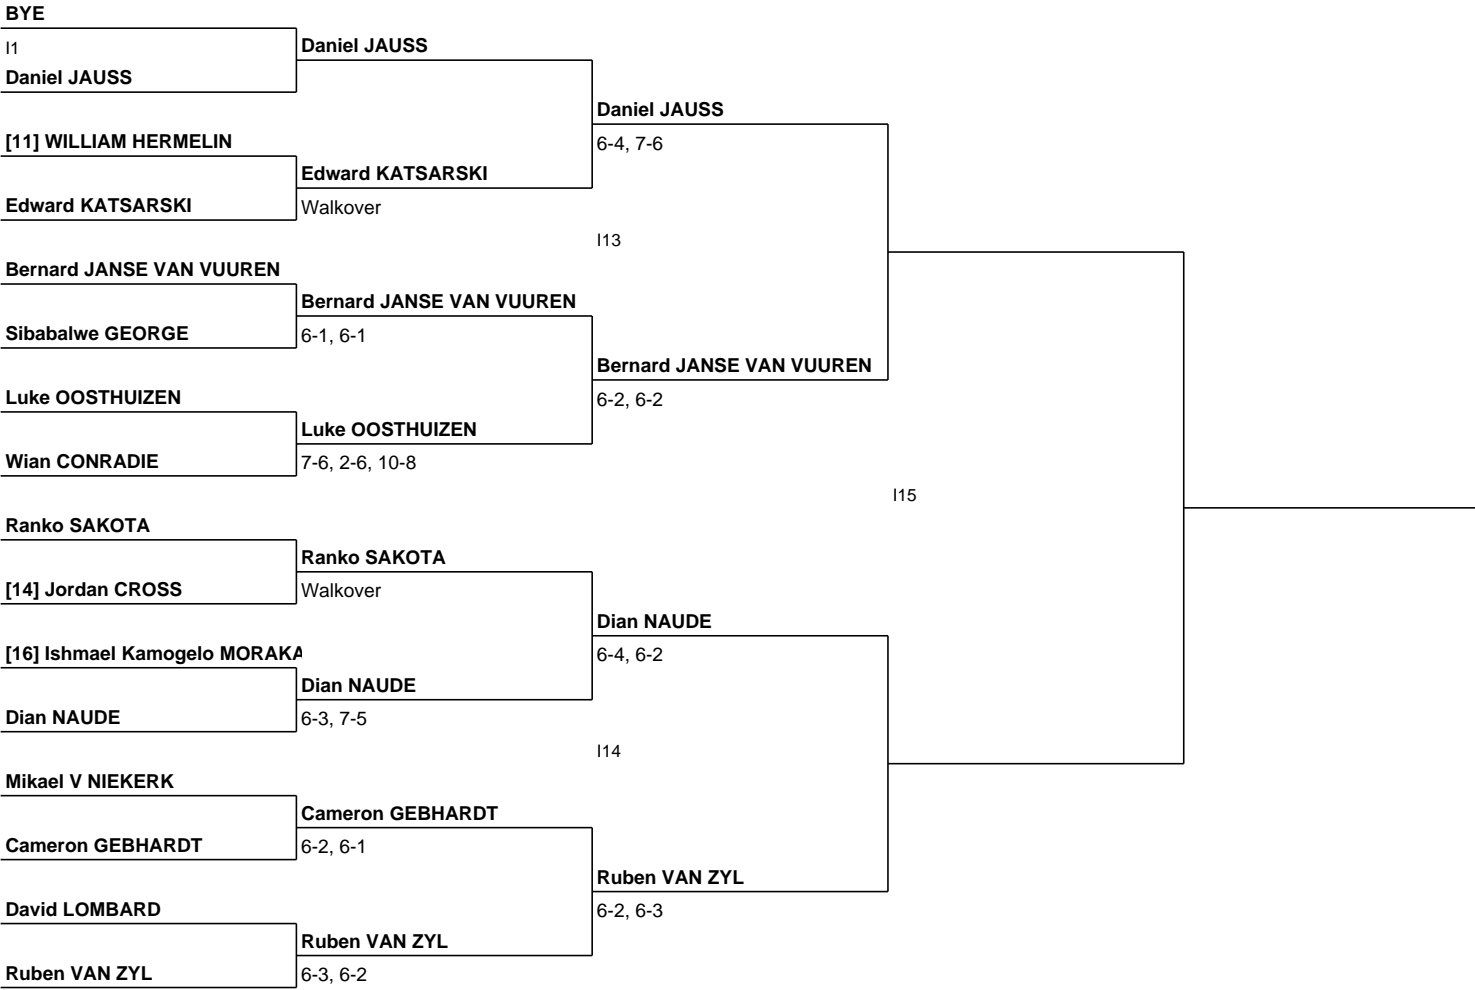 BYE
I1
Daniel JAUSS
[11] WILLIAM HERMELIN
Edward KATSARSKI
Bernard JANSE VAN VUUREN
Sibabalwe GEORGE
Luke OOSTHUIZEN
Wian CONRADIE
Ranko SAKOTA
[14] Jordan CROSS
[16] Ishmael Kamogelo MORAKA
Dian NAUDE
Mikael V NIEKERK
Cameron GEBHARDT
David LOMBARD
Ruben VAN ZYL
Daniel JAUSS
Edward KATSARSKI
Walkover
Bernard JANSE VAN VUUREN
6-1, 6-1
Luke OOSTHUIZEN
7-6, 2-6, 10-8
Ranko SAKOTA
Walkover
Dian NAUDE
6-3, 7-5
Cameron GEBHARDT
6-2, 6-1
Ruben VAN ZYL
6-3, 6-2
Daniel JAUSS
6-4, 7-6
I13
Bernard JANSE VAN VUUREN
6-2, 6-2
Dian NAUDE
6-4, 6-2
I14
Ruben VAN ZYL
6-2, 6-3
I15